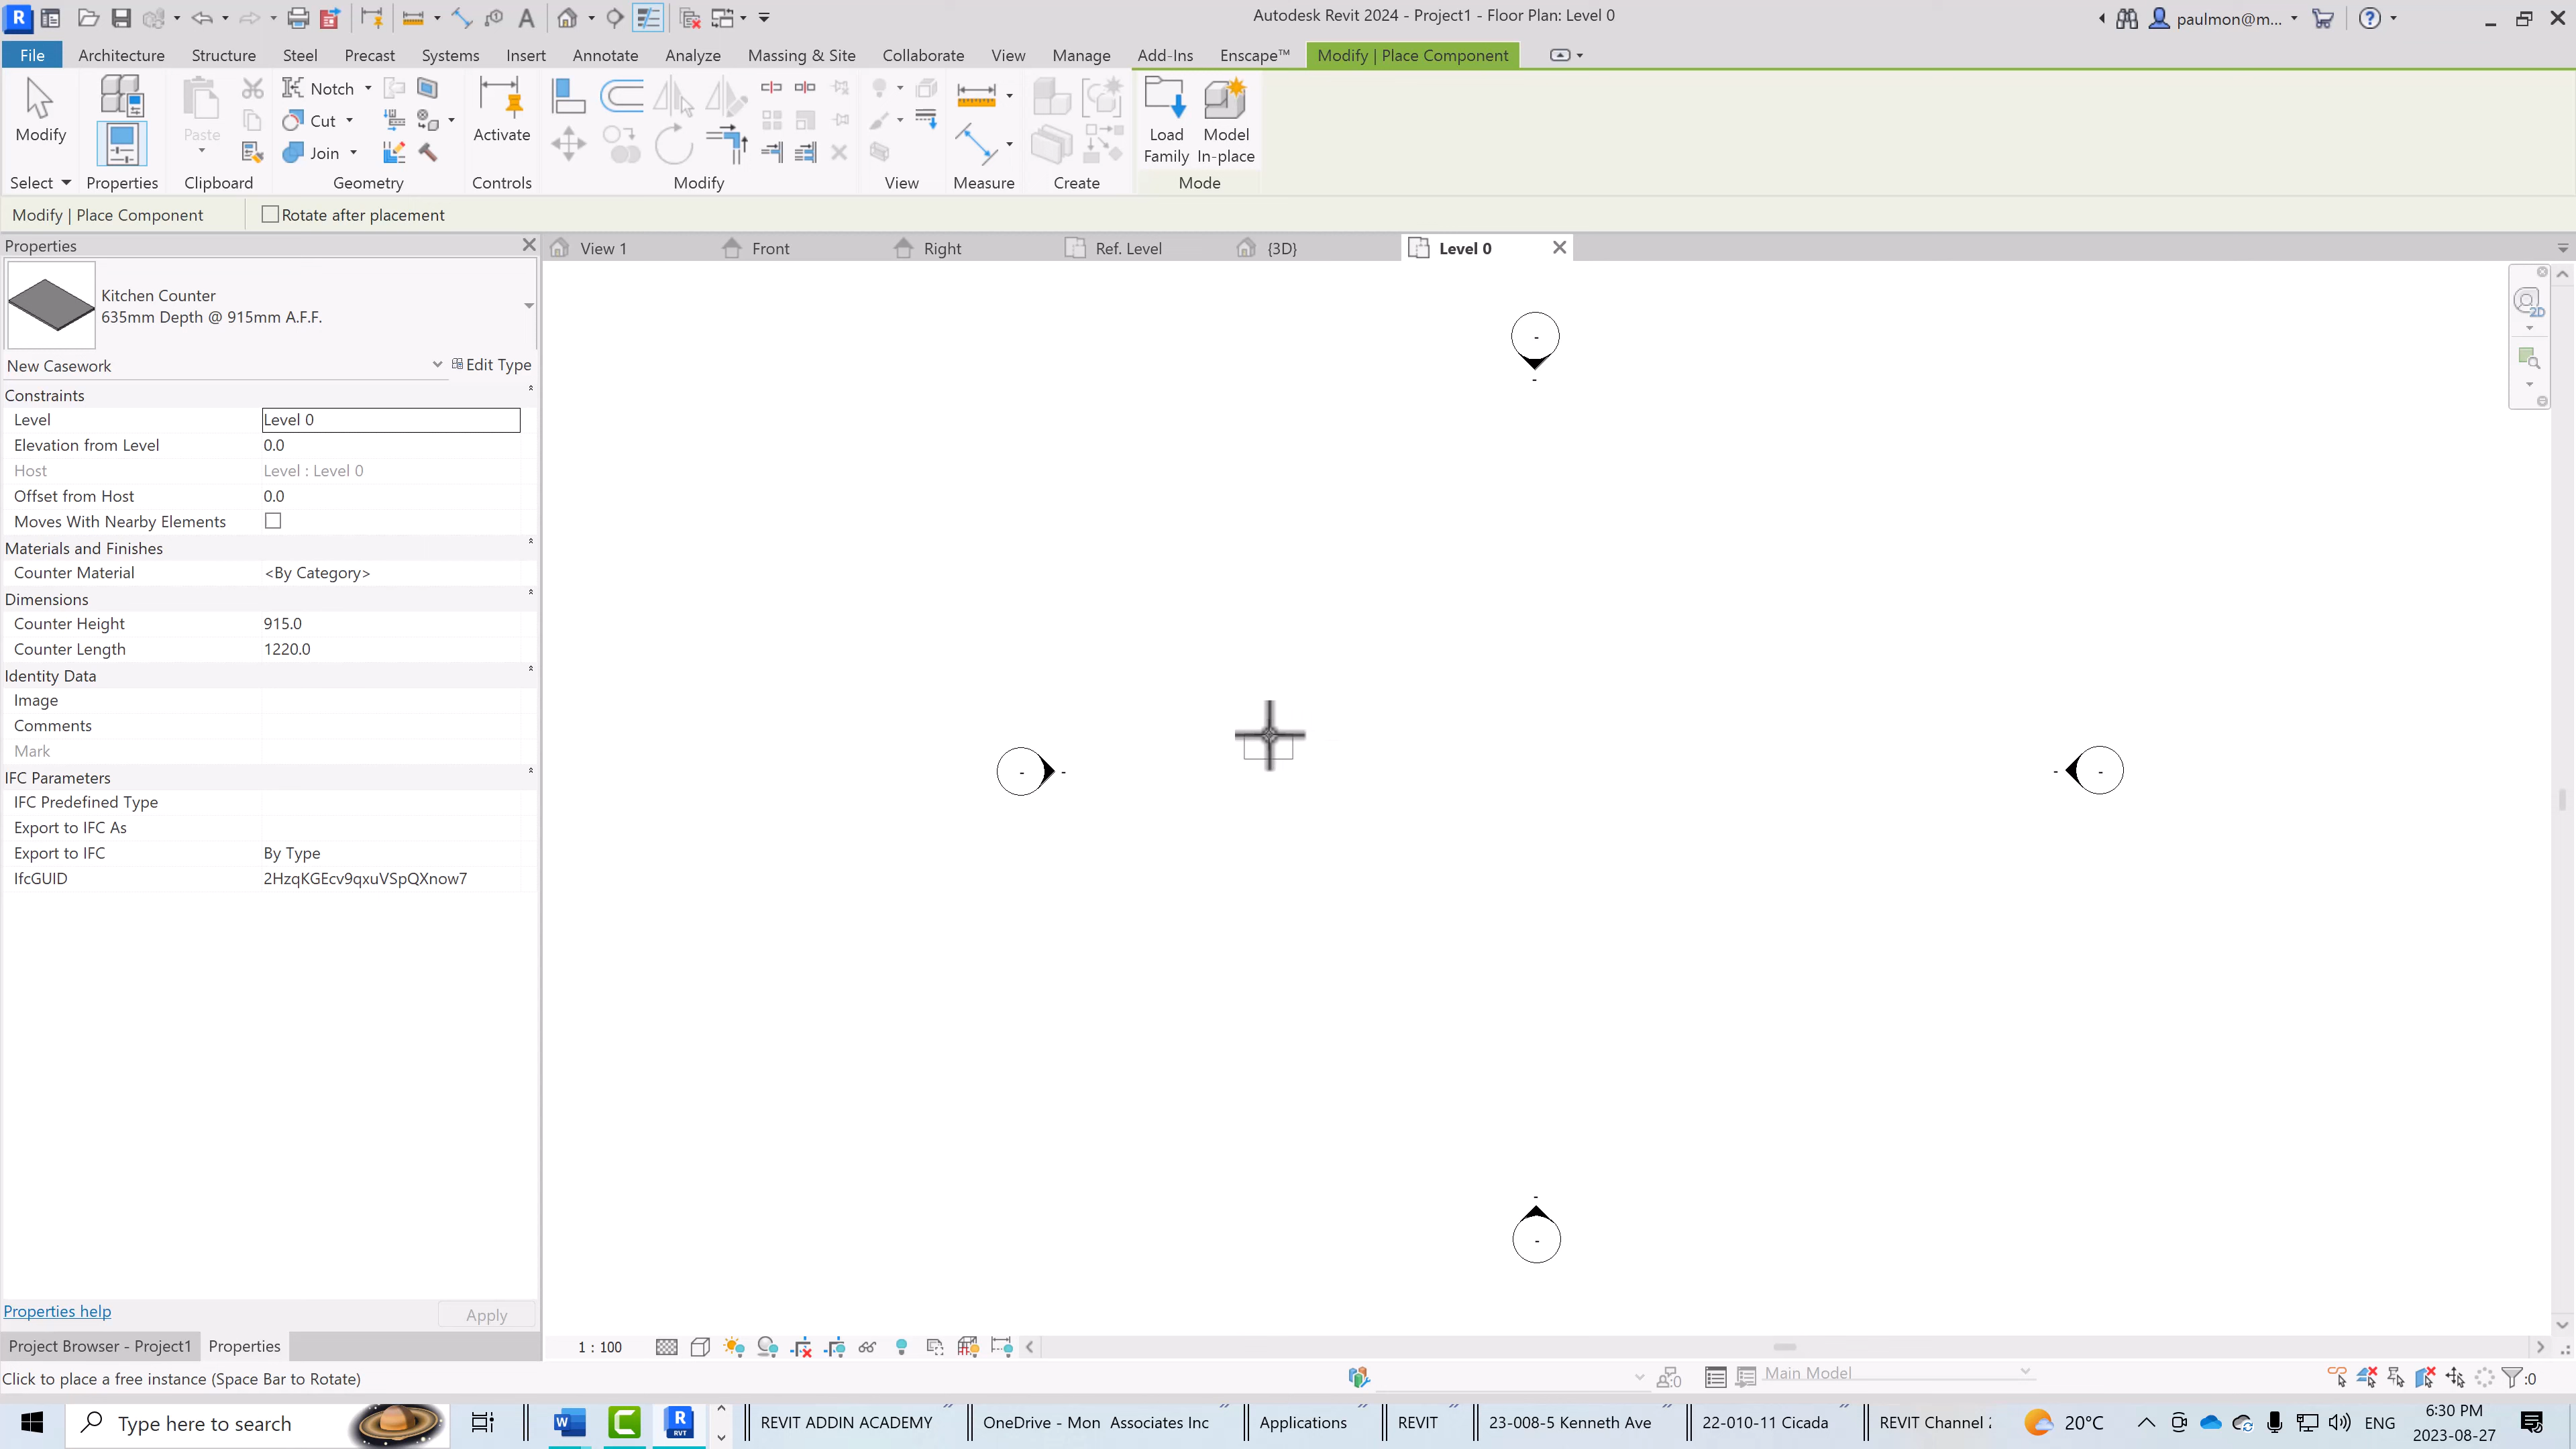 Autodesk Revit 2024 - Project1 - Floor Plan: Level 0
paulmon@m...
File Architecture Structure Steel Precast Systems Insert Annotate Analyze Massing & Site Collaborate View Manage Add-Ins Enscape™ Modify | Place Component
Modify
Paste
Notch
Cut
Join
Activate
Load Family
Model In-place
Select Properties Clipboard Geometry Controls Modify View Measure Create Mode
Modify | Place Component Rotate after placement
Properties
View 1 Front Right Ref. Level {3D} Level 0
Kitchen Counter
635mm Depth @ 915mm A.F.F.
New Casework Edit Type
Constraints
Level Level 0
Elevation from Level 0.0
Host Level : Level 0
Offset from Host 0.0
Moves With Nearby Elements
Materials and Finishes
Counter Material <By Category>
Dimensions
Counter Height 915.0
Counter Length 1220.0
Identity Data
Image
Comments
Mark
IFC Parameters
IFC Predefined Type
Export to IFC As
Export to IFC By Type
IfcGUID 2HzqKGEcv9qxuVSpQXnow7
2D
Properties help Apply
Project Browser - Project1 Properties
1 : 100
Click to place a free instance (Space Bar to Rotate)
:0 Main Model :0
Type here to search
REVIT ADDIN ACADEMY OneDrive - Mon Associates Inc Applications REVIT 23-008-5 Kenneth Ave 22-010-11 Cicada REVIT Channel
20°C ENG
6:30 PM
2023-08-27